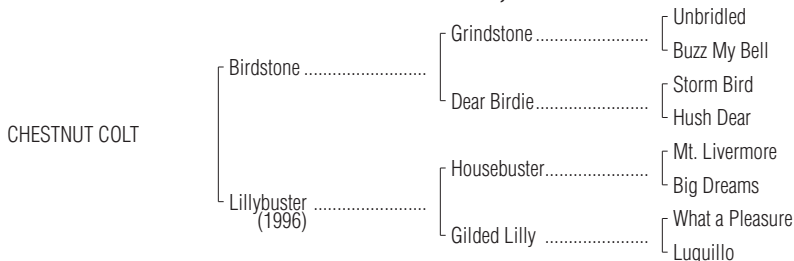 Unbridled
Grindstone ............................
Buzz My Bell
Birdstone ..............................
Storm Bird
Dear Birdie............................
Hush Dear
CHESTNUT COLT
Mt. Livermore
Housebuster.........................
Big Dreams
Lillybuster ...........................
(1996)
What a Pleasure
Gilded Lilly .........................
Luquillo